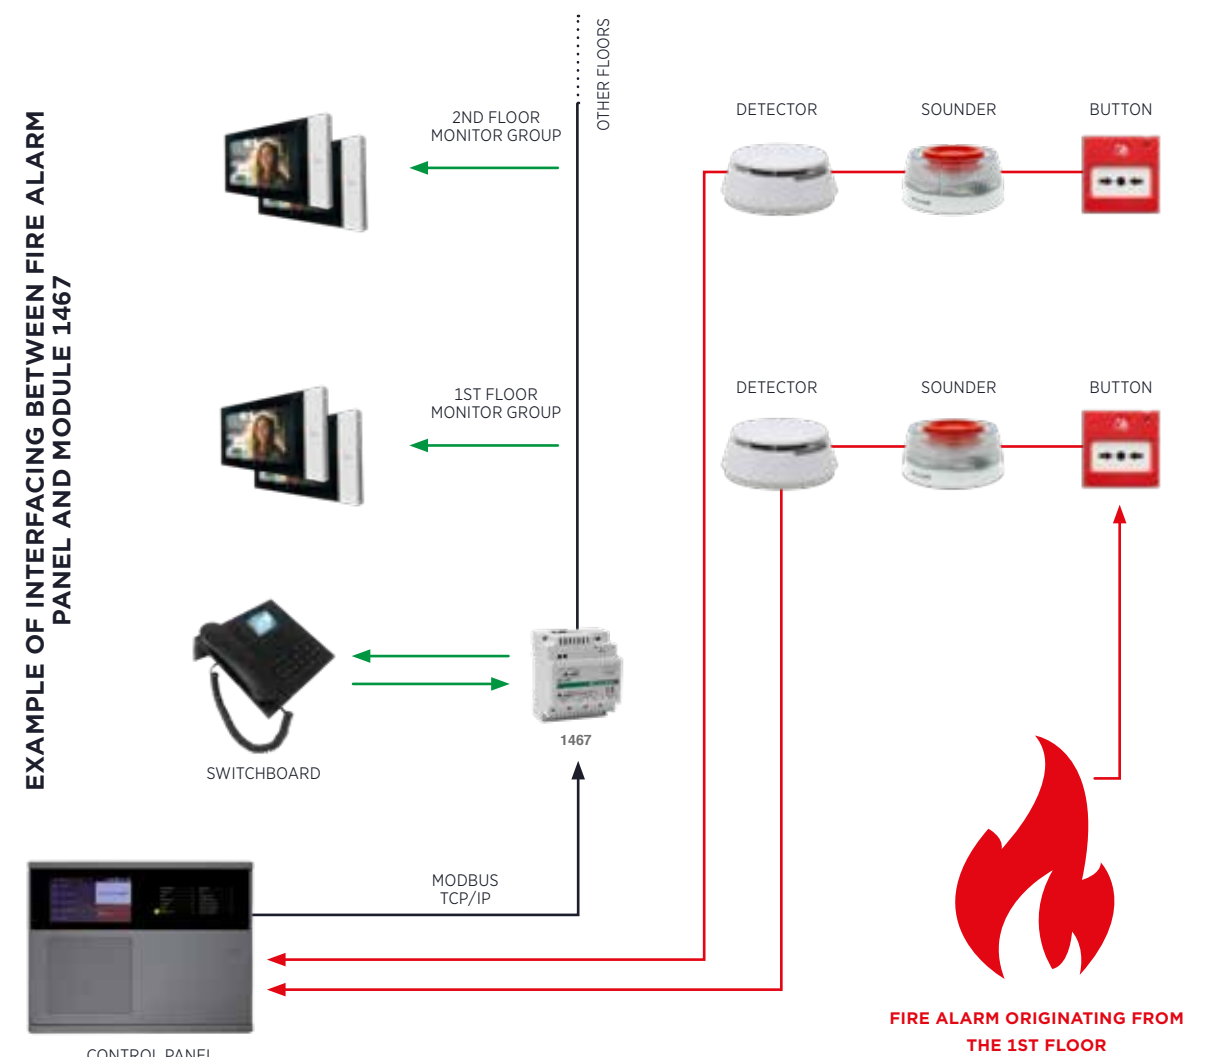 EXAMPLE OF INTERFACING BETWEEN FIRE ALARM
PANEL AND MODULE 1467
OTHER FLOORS
2ND FLOOR
MONITOR GROUP
DETECTOR
SOUNDER
BUTTON
1ST FLOOR
MONITOR GROUP
DETECTOR
SOUNDER
BUTTON
1467
SWITCHBOARD
MODBUS
TCP/IP
CONTROL PANEL
FIRE ALARM ORIGINATING FROM
THE 1ST FLOOR